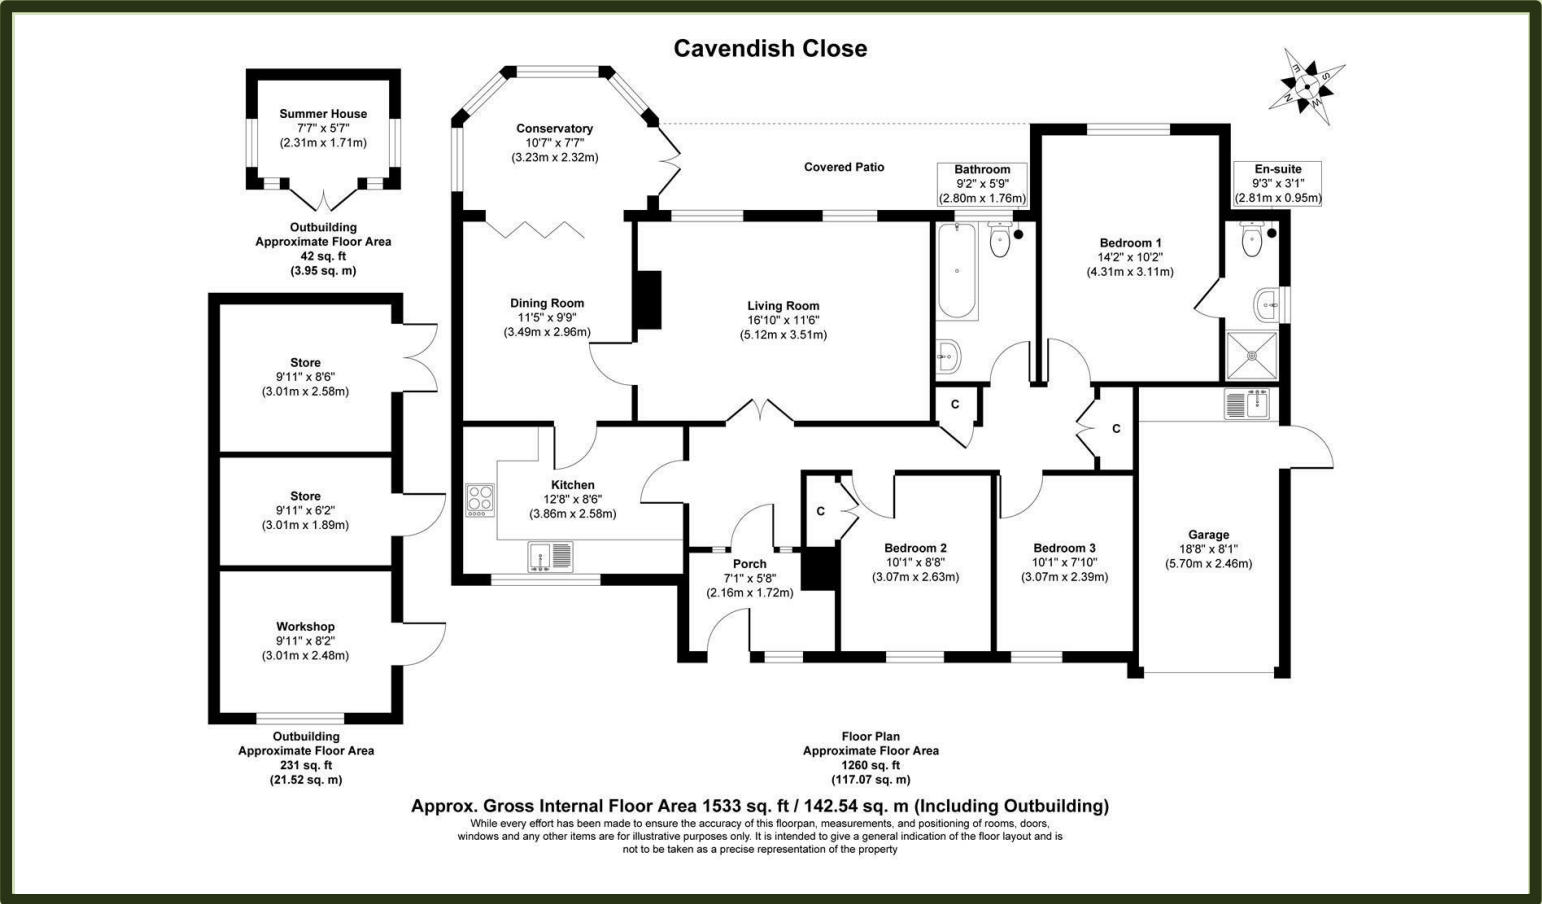 Cavendish Close
E
S
N
W
Summer House
7'7" x 5'7"
(2.31m x 1.71m)
Outbuilding
Approximate Floor Area
42 sq. ft
(3.95 sq. m)
Conservatory
10'7" x 7'7"
(3.23m x 2.32m)
Covered Patio
Bathroom
9'2" x 5'9"
(2.80m x 1.76m)
En-suite
9'3" x 3'1"
(2.81m x 0.95m)
Bedroom 1
14'2" x 10'2"
(4.31m x 3.11m)
Dining Room
11'5" x 9'9"
(3.49m x 2.96m)
Living Room
16'10" x 11'6"
(5.12m x 3.51m)
Store
9'11" x 8'6"
(3.01m x 2.58m)
C
C
Kitchen
12'8" x 8'6"
(3.86m x 2.58m)
C
Store
9'11" x 6'2"
(3.01m x 1.89m)
Porch
7'1" x 5'8"
(2.16m x 1.72m)
Bedroom 2
10'1" x 8'8"
(3.07m x 2.63m)
Bedroom 3
10'1" x 7'10"
(3.07m x 2.39m)
Garage
18'8" x 8'1"
(5.70m x 2.46m)
Workshop
9'11" x 8'2"
(3.01m x 2.48m)
Outbuilding
Approximate Floor Area
231 sq. ft
(21.52 sq. m)
Floor Plan
Approximate Floor Area
1260 sq. ft
(117.07 sq. m)
Approx. Gross Internal Floor Area 1533 sq. ft / 142.54 sq. m (Including Outbuilding)
While every effort has been made to ensure the accuracy of this floorpan, measurements, and positioning of rooms, doors,
windows and any other items are for illustrative purposes only. It is intended to give a general indication of the floor layout and is
not to be taken as a precise representation of the property